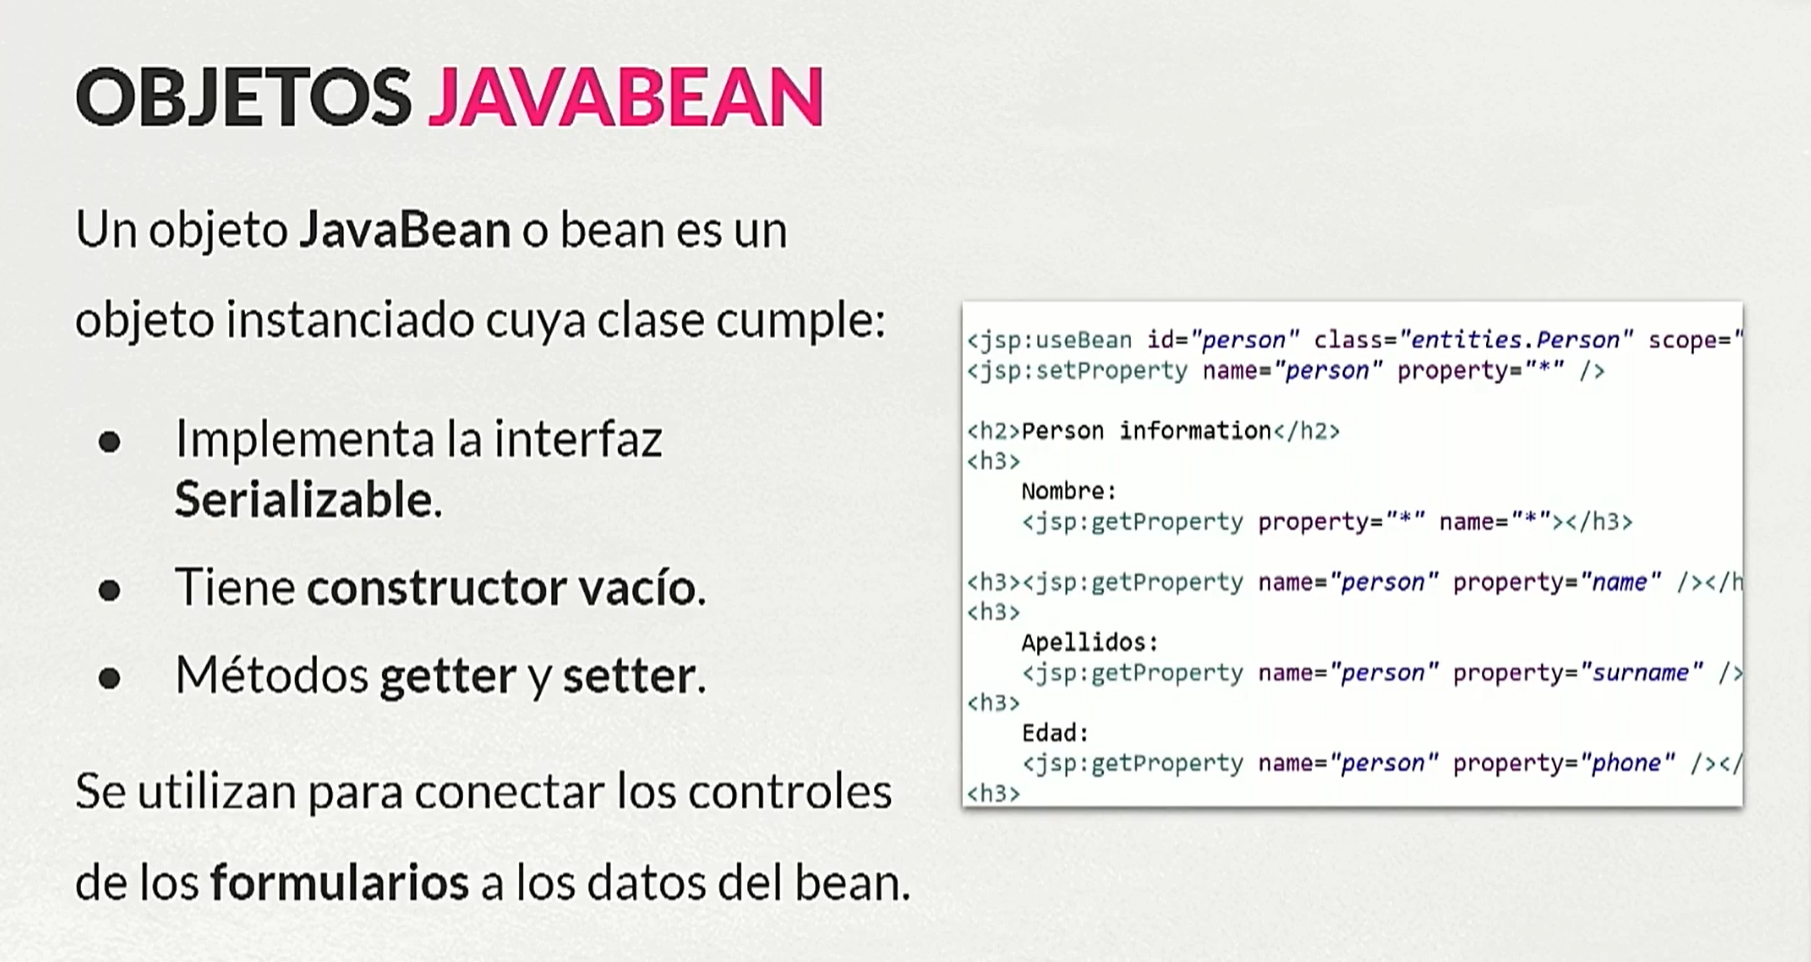 OBJETOS JAVABEAN
Un objeto JavaBean o bean es un
objeto instanciado cuya clase cumple:
● Implementa la interfaz
Serializable.
● Tiene constructor vacío.
● Métodos getter y setter.
Se utilizan para conectar los controles
de los formularios a los datos del bean.
<jsp:useBean id="person" class="entities.Person" scope="
<jsp:setProperty name="person" property="*" />
<h2>Person information</h2>
<h3>
Nombre:
<jsp:getProperty property="*" name="*"></h3>
<h3><jsp:getProperty name="person" property="name" /></h
<h3>
Apellidos:
<jsp:getProperty name="person" property="surname" />
<h3>
Edad:
<jsp:getProperty name="person" property="phone" /></
<h3>